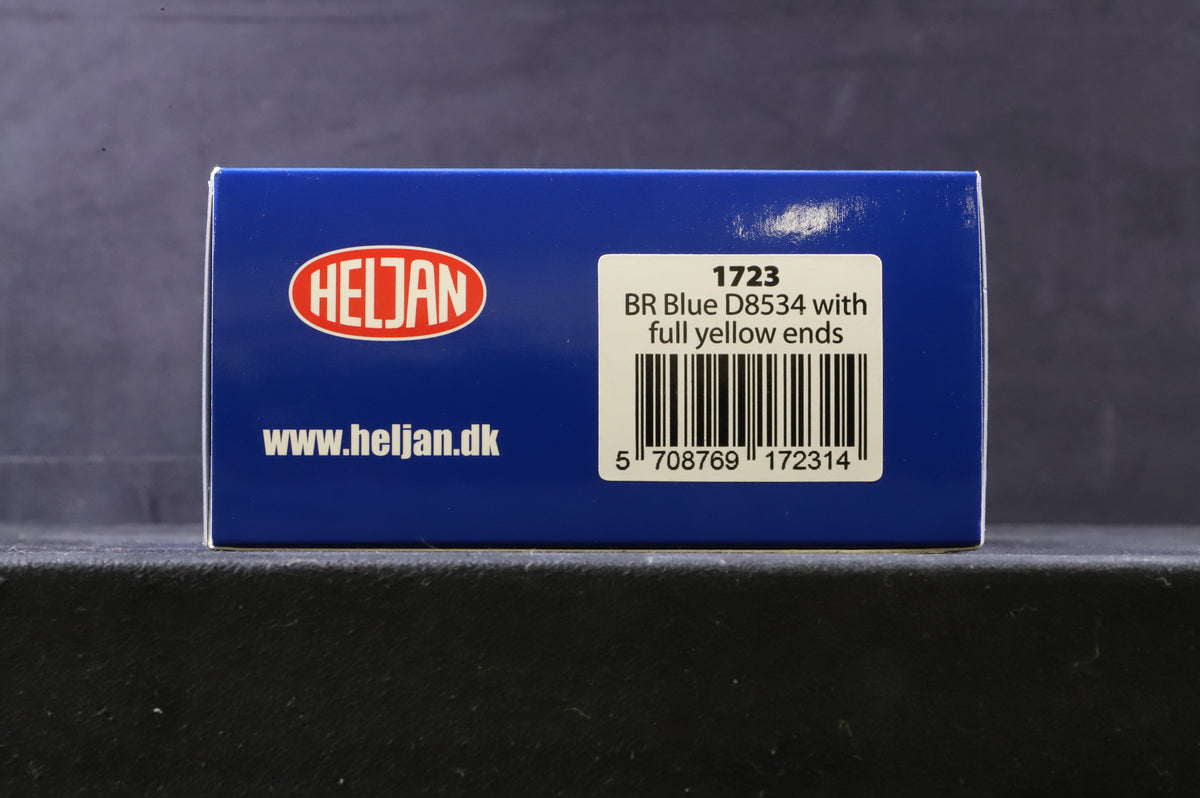 HELJAN
www.heljan.dk
1723
BR Blue D8534 with
full yellow ends
5 708769 172314